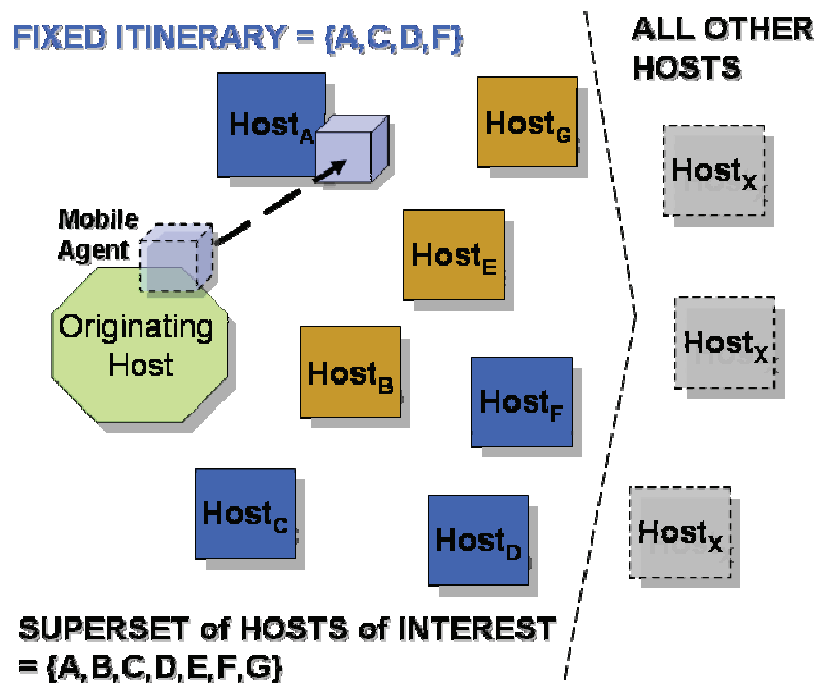 FIXED ITINERARY = {A,C,D,F}
ALL OTHER
HOSTS
HostA
HostG
HostX
Mobile
Agent
HostE
Originating
Host
HostX
HostB
HostF
HostC
HostD
HostX
SUPERSET of HOSTS of INTEREST
= {A,B,C,D,E,F,G}